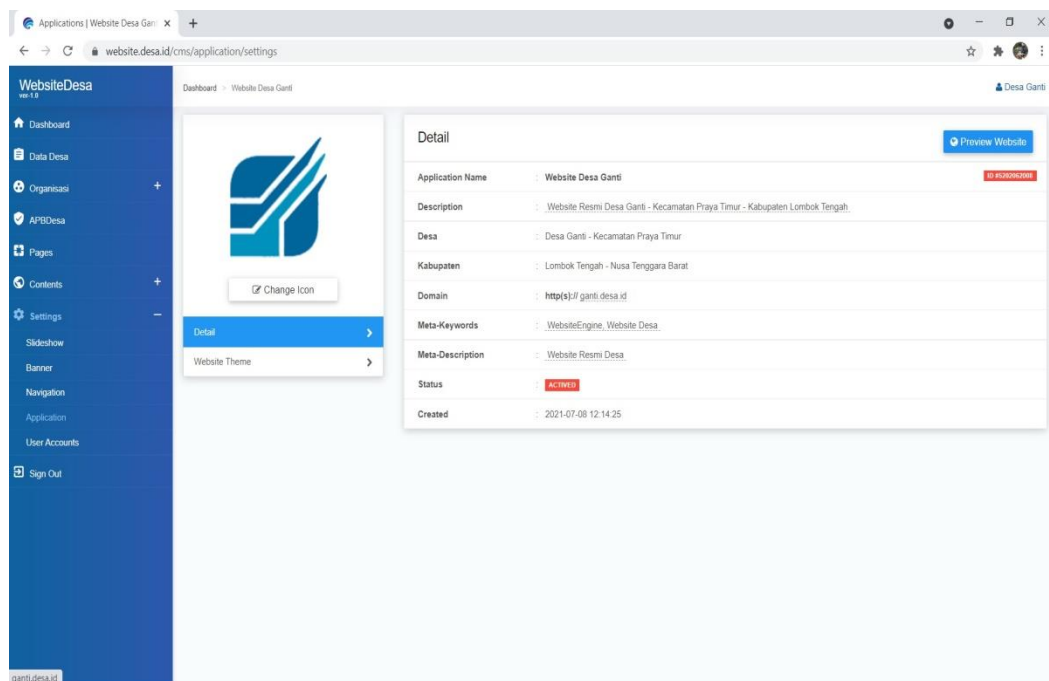 Applications | Website Desa Gan
website.desa.id/cms/application/settings
WebsiteDesa
ver-1.0
Dashboard > Website Desa Ganti
Desa Ganti
Dashboard
Data Desa
Organisasi +
APBDesa
Pages
Contents +
Settings −
Slideshow
Banner
Navigation
Application
User Accounts
Sign Out
Change Icon
Detail
Website Theme
Detail
Preview Website
Application Name : Website Desa Ganti
Description : Website Resmi Desa Ganti - Kecamatan Praya Timur - Kabupaten Lombok Tengah
Desa : Desa Ganti - Kecamatan Praya Timur
Kabupaten : Lombok Tengah - Nusa Tenggara Barat
Domain : http(s):// ganti.desa.id
Meta-Keywords : WebsiteEngine, Website Desa
Meta-Description : Website Resmi Desa
Status : ACTIVED
Created : 2021-07-08 12:14:25
ganti.desa.id